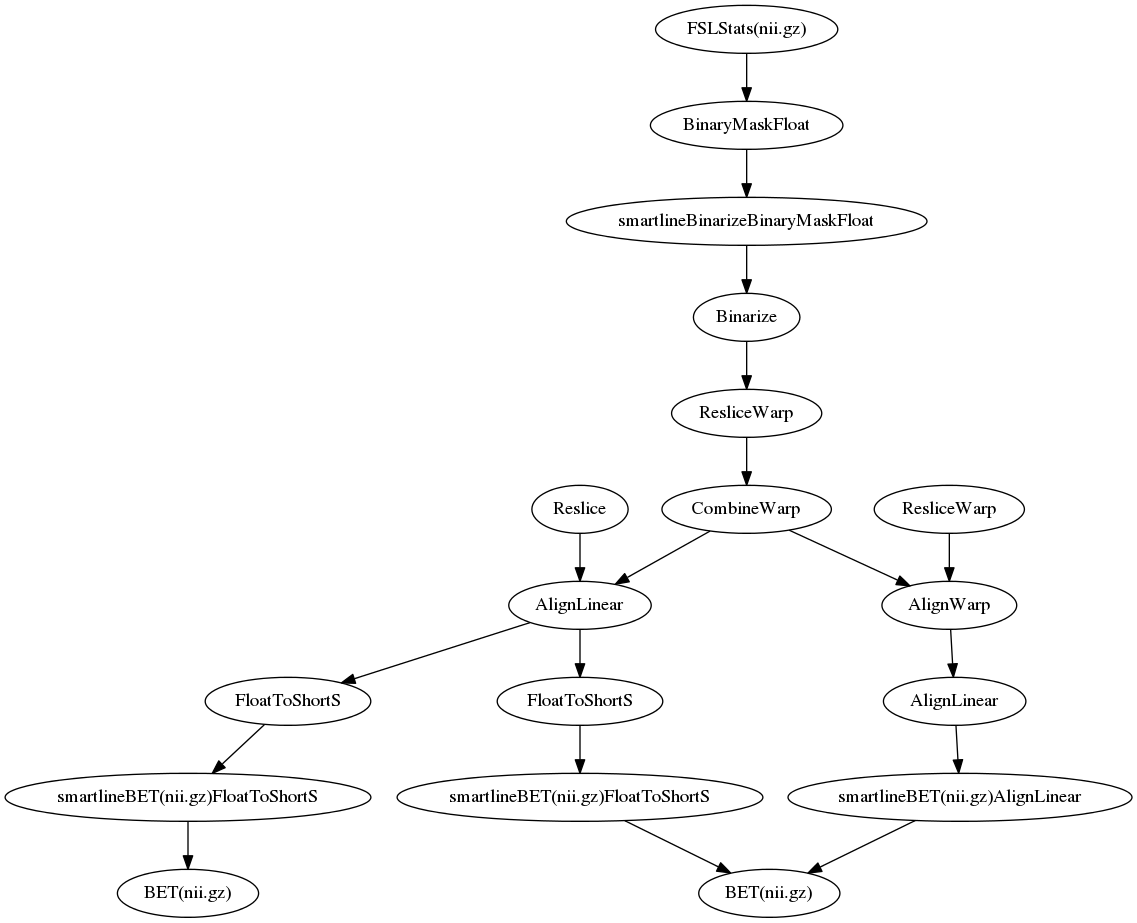 FSLStats(nii.gz)
BinaryMaskFloat
smartlineBinarizeBinaryMaskFloat
Binarize
ResliceWarp
Reslice
CombineWarp
ResliceWarp
AlignLinear
AlignWarp
FloatToShortS
FloatToShortS
AlignLinear
smartlineBET(nii.gz)FloatToShortS
smartlineBET(nii.gz)FloatToShortS
smartlineBET(nii.gz)AlignLinear
BET(nii.gz)
BET(nii.gz)